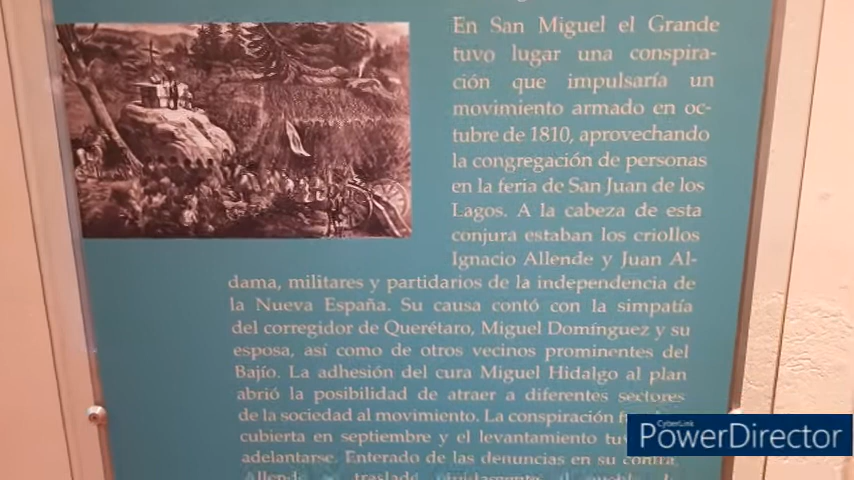 En San Miguel el Grande
tuvo lugar una conspira-
ción que impulsaría un
movimiento armado en oc-
tubre de 1810, aprovechando
la congregación de personas
en la feria de San Juan de los
Lagos. A la cabeza de esta
conjura estaban los criollos
Ignacio Allende y Juan Al-
dama, militares y partidarios de la independencia de
la Nueva España. Su causa contó con la simpatía
del corregidor de Querétaro, Miguel Domínguez y su
esposa, así como de otros vecinos prominentes del
Bajío. La adhesión del cura Miguel Hidalgo al plan
abrió la posibilidad de atraer a diferentes sectores
de la sociedad al movimiento. La conspiración
cubierta en septiembre y el levantamiento
adelantarse. Enterado de las denuncias en su contra,
Allende
CyberLink
PowerDirector